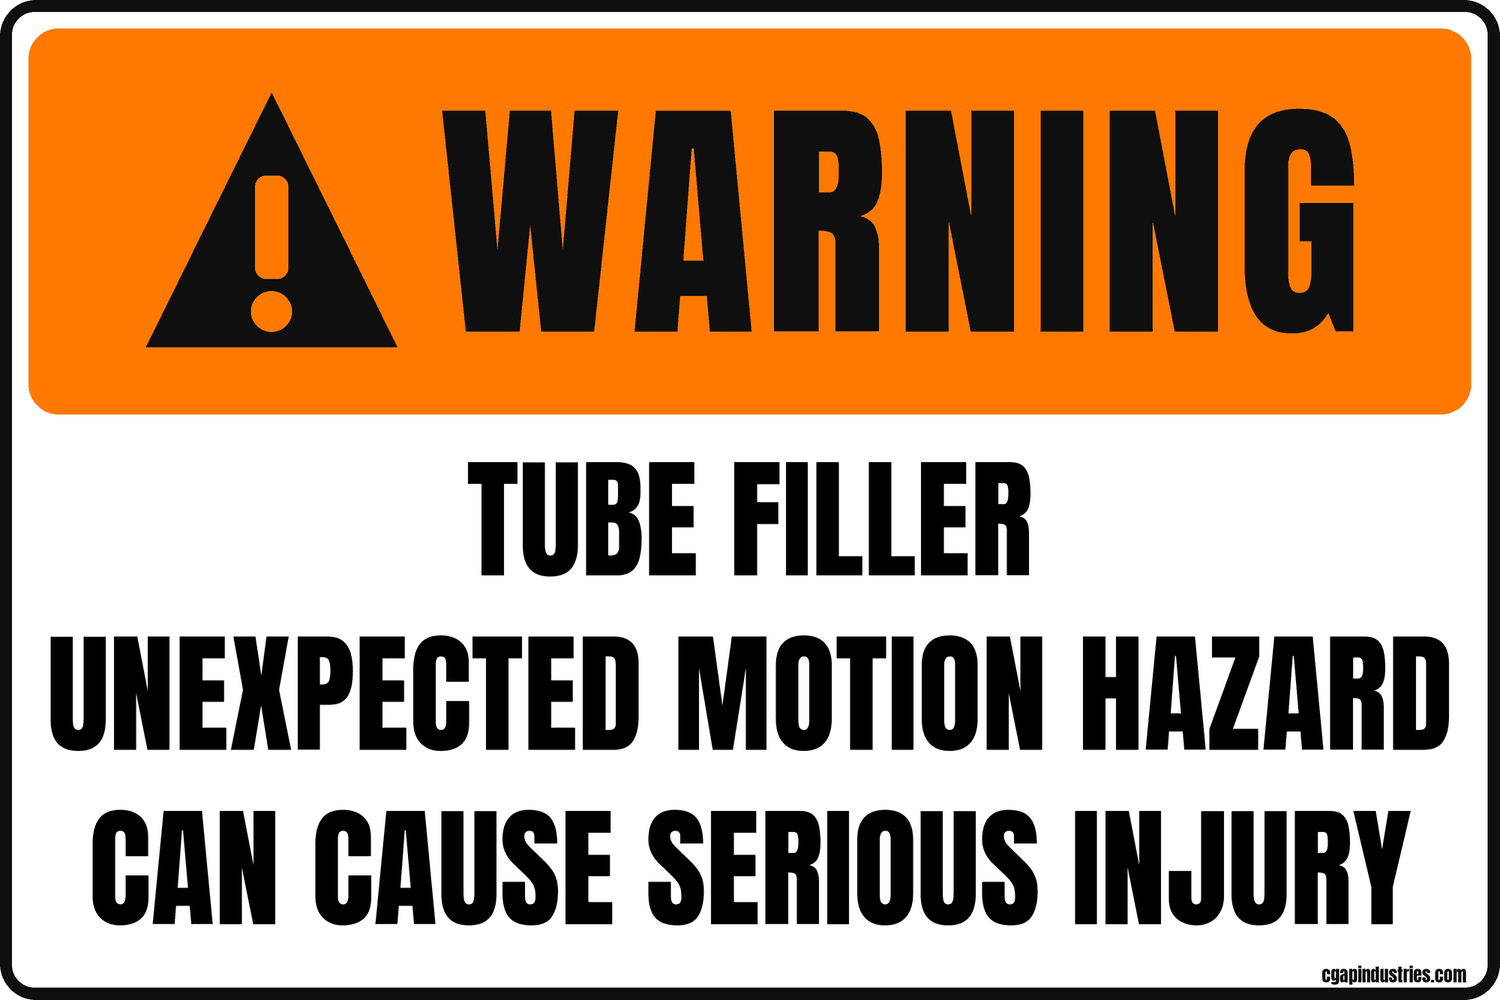 WARNING
TUBE FILLER
UNEXPECTED MOTION HAZARD
CAN CAUSE SERIOUS INJURY
cgapindustries.com